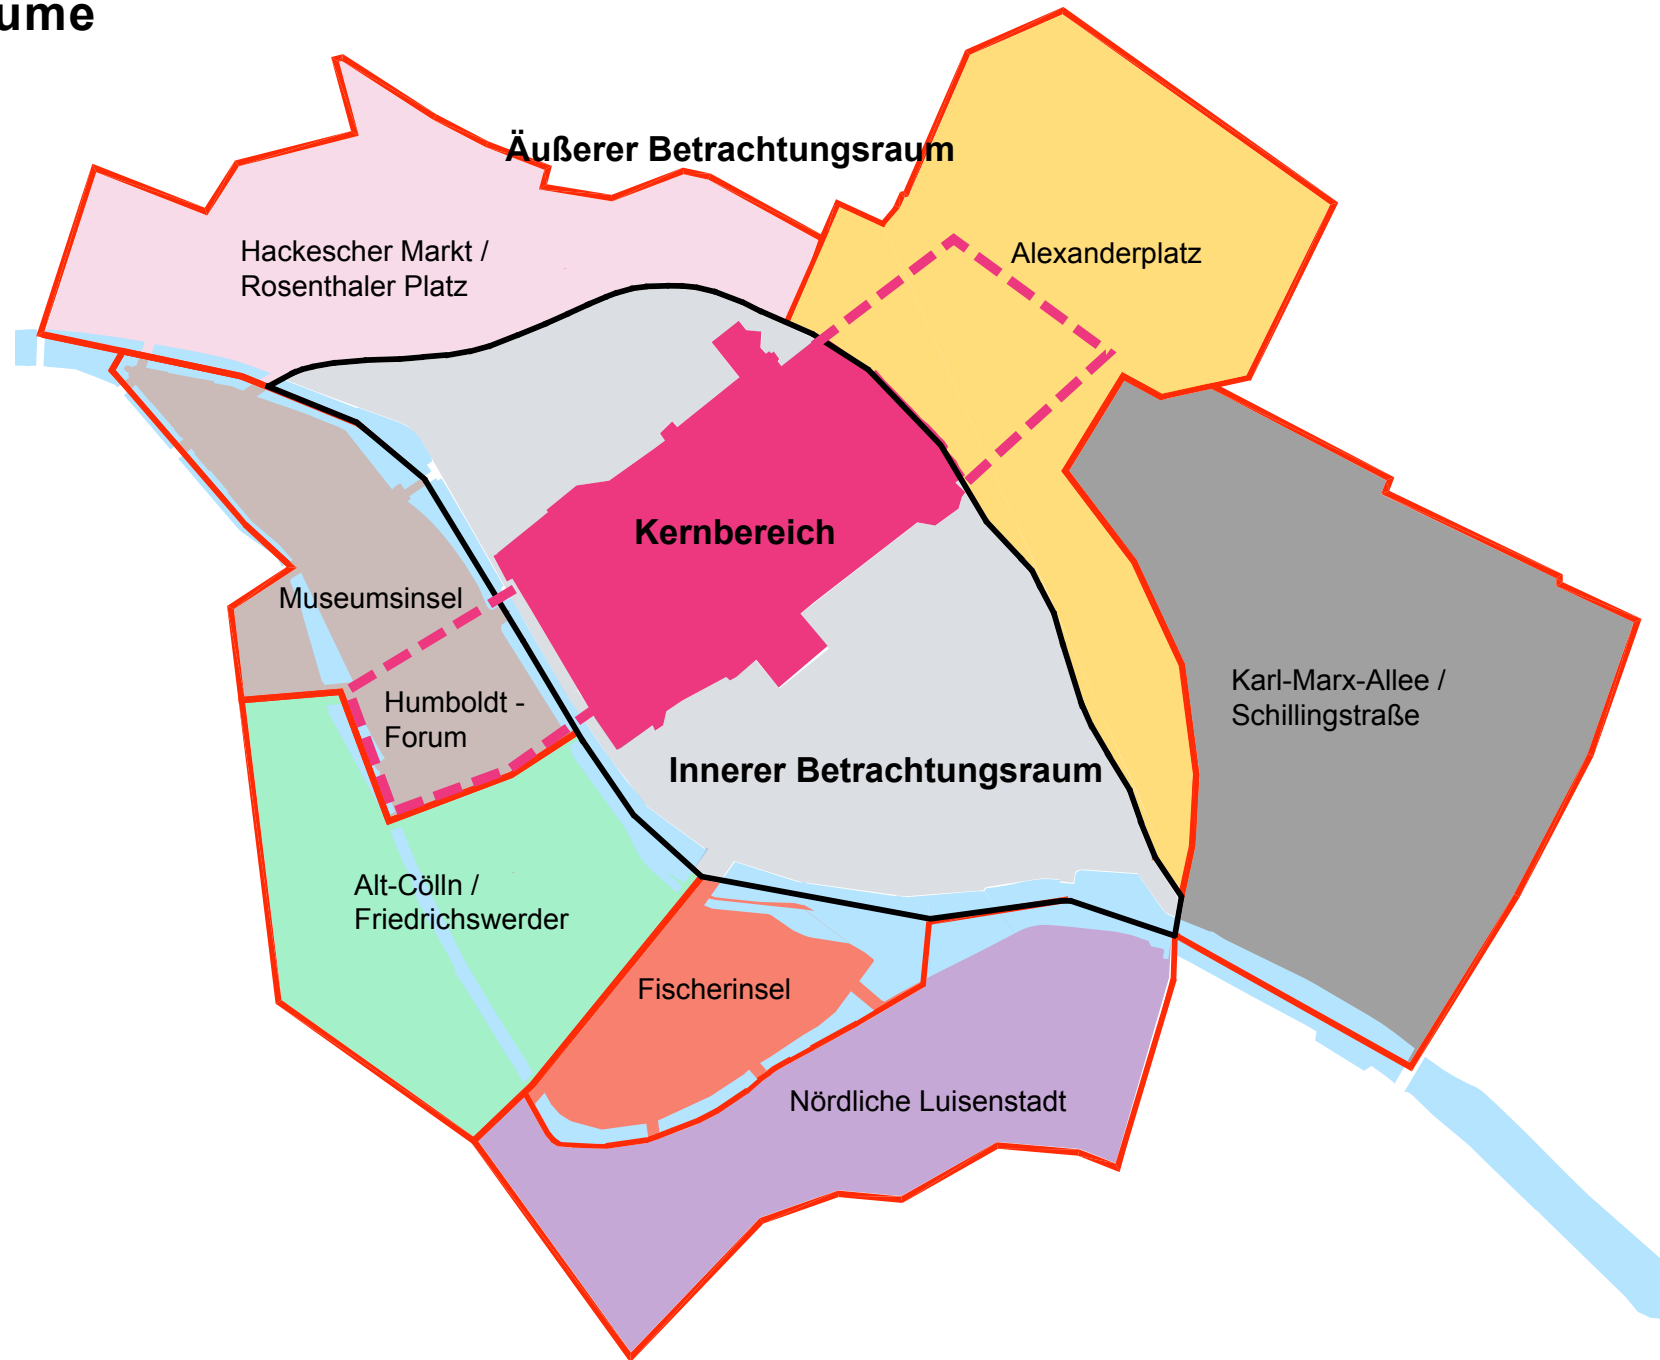 ume
Äußerer Betrachtungsraum
Hackescher Markt /
Rosenthaler Platz
Alexanderplatz
Kernbereich
Museumsinsel
Humboldt -
Forum
Karl-Marx-Allee /
Schillingstraße
Innerer Betrachtungsraum
Alt-Cölln /
Friedrichswerder
Fischerinsel
Nördliche Luisenstadt